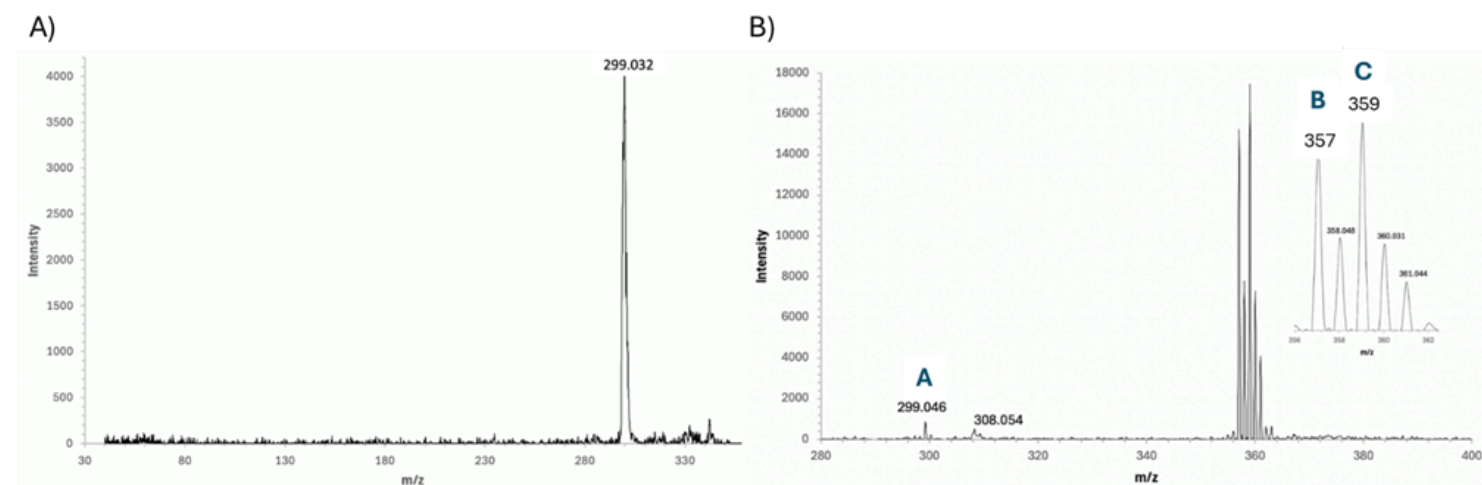 A)
299.032
4000
3500
3000
2500
2000
1500
1000
500
0
Intensity
30 80 130 180 230 280 330
m/z
B)
18000
16000
14000
12000
10000
8000
6000
4000
2000
0
Intensity
A
299.046
308.054
B
357
C
359
358.048
360.031
361.044
356 358 360 362
m/z
280 300 320 340 360 380 400
m/z